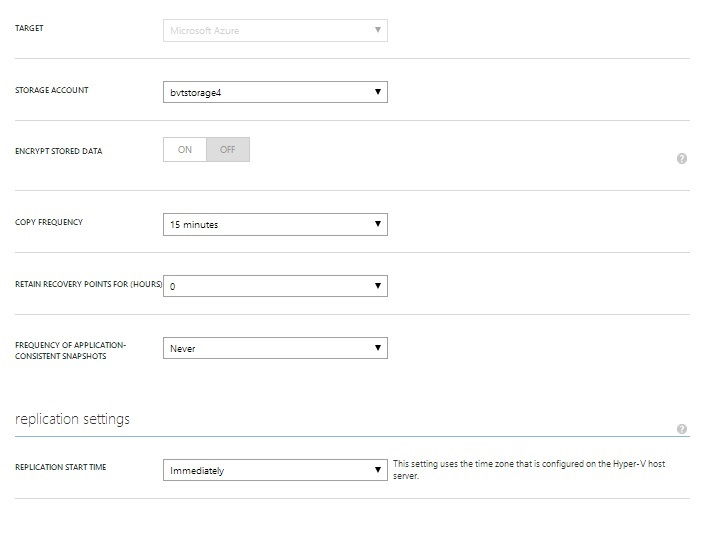 TARGET
Microsoft Azure
STORAGE ACCOUNT
bvtstorage4
ENCRYPT STORED DATA
ON OFF
?
COPY FREQUENCY
15 minutes
RETAIN RECOVERY POINTS FOR (HOURS)
0
FREQUENCY OF APPLICATION-
CONSISTENT SNAPSHOTS
Never
replication settings
?
REPLICATION START TIME
Immediately
This setting uses the time zone that is configured on the Hyper-V host
server.